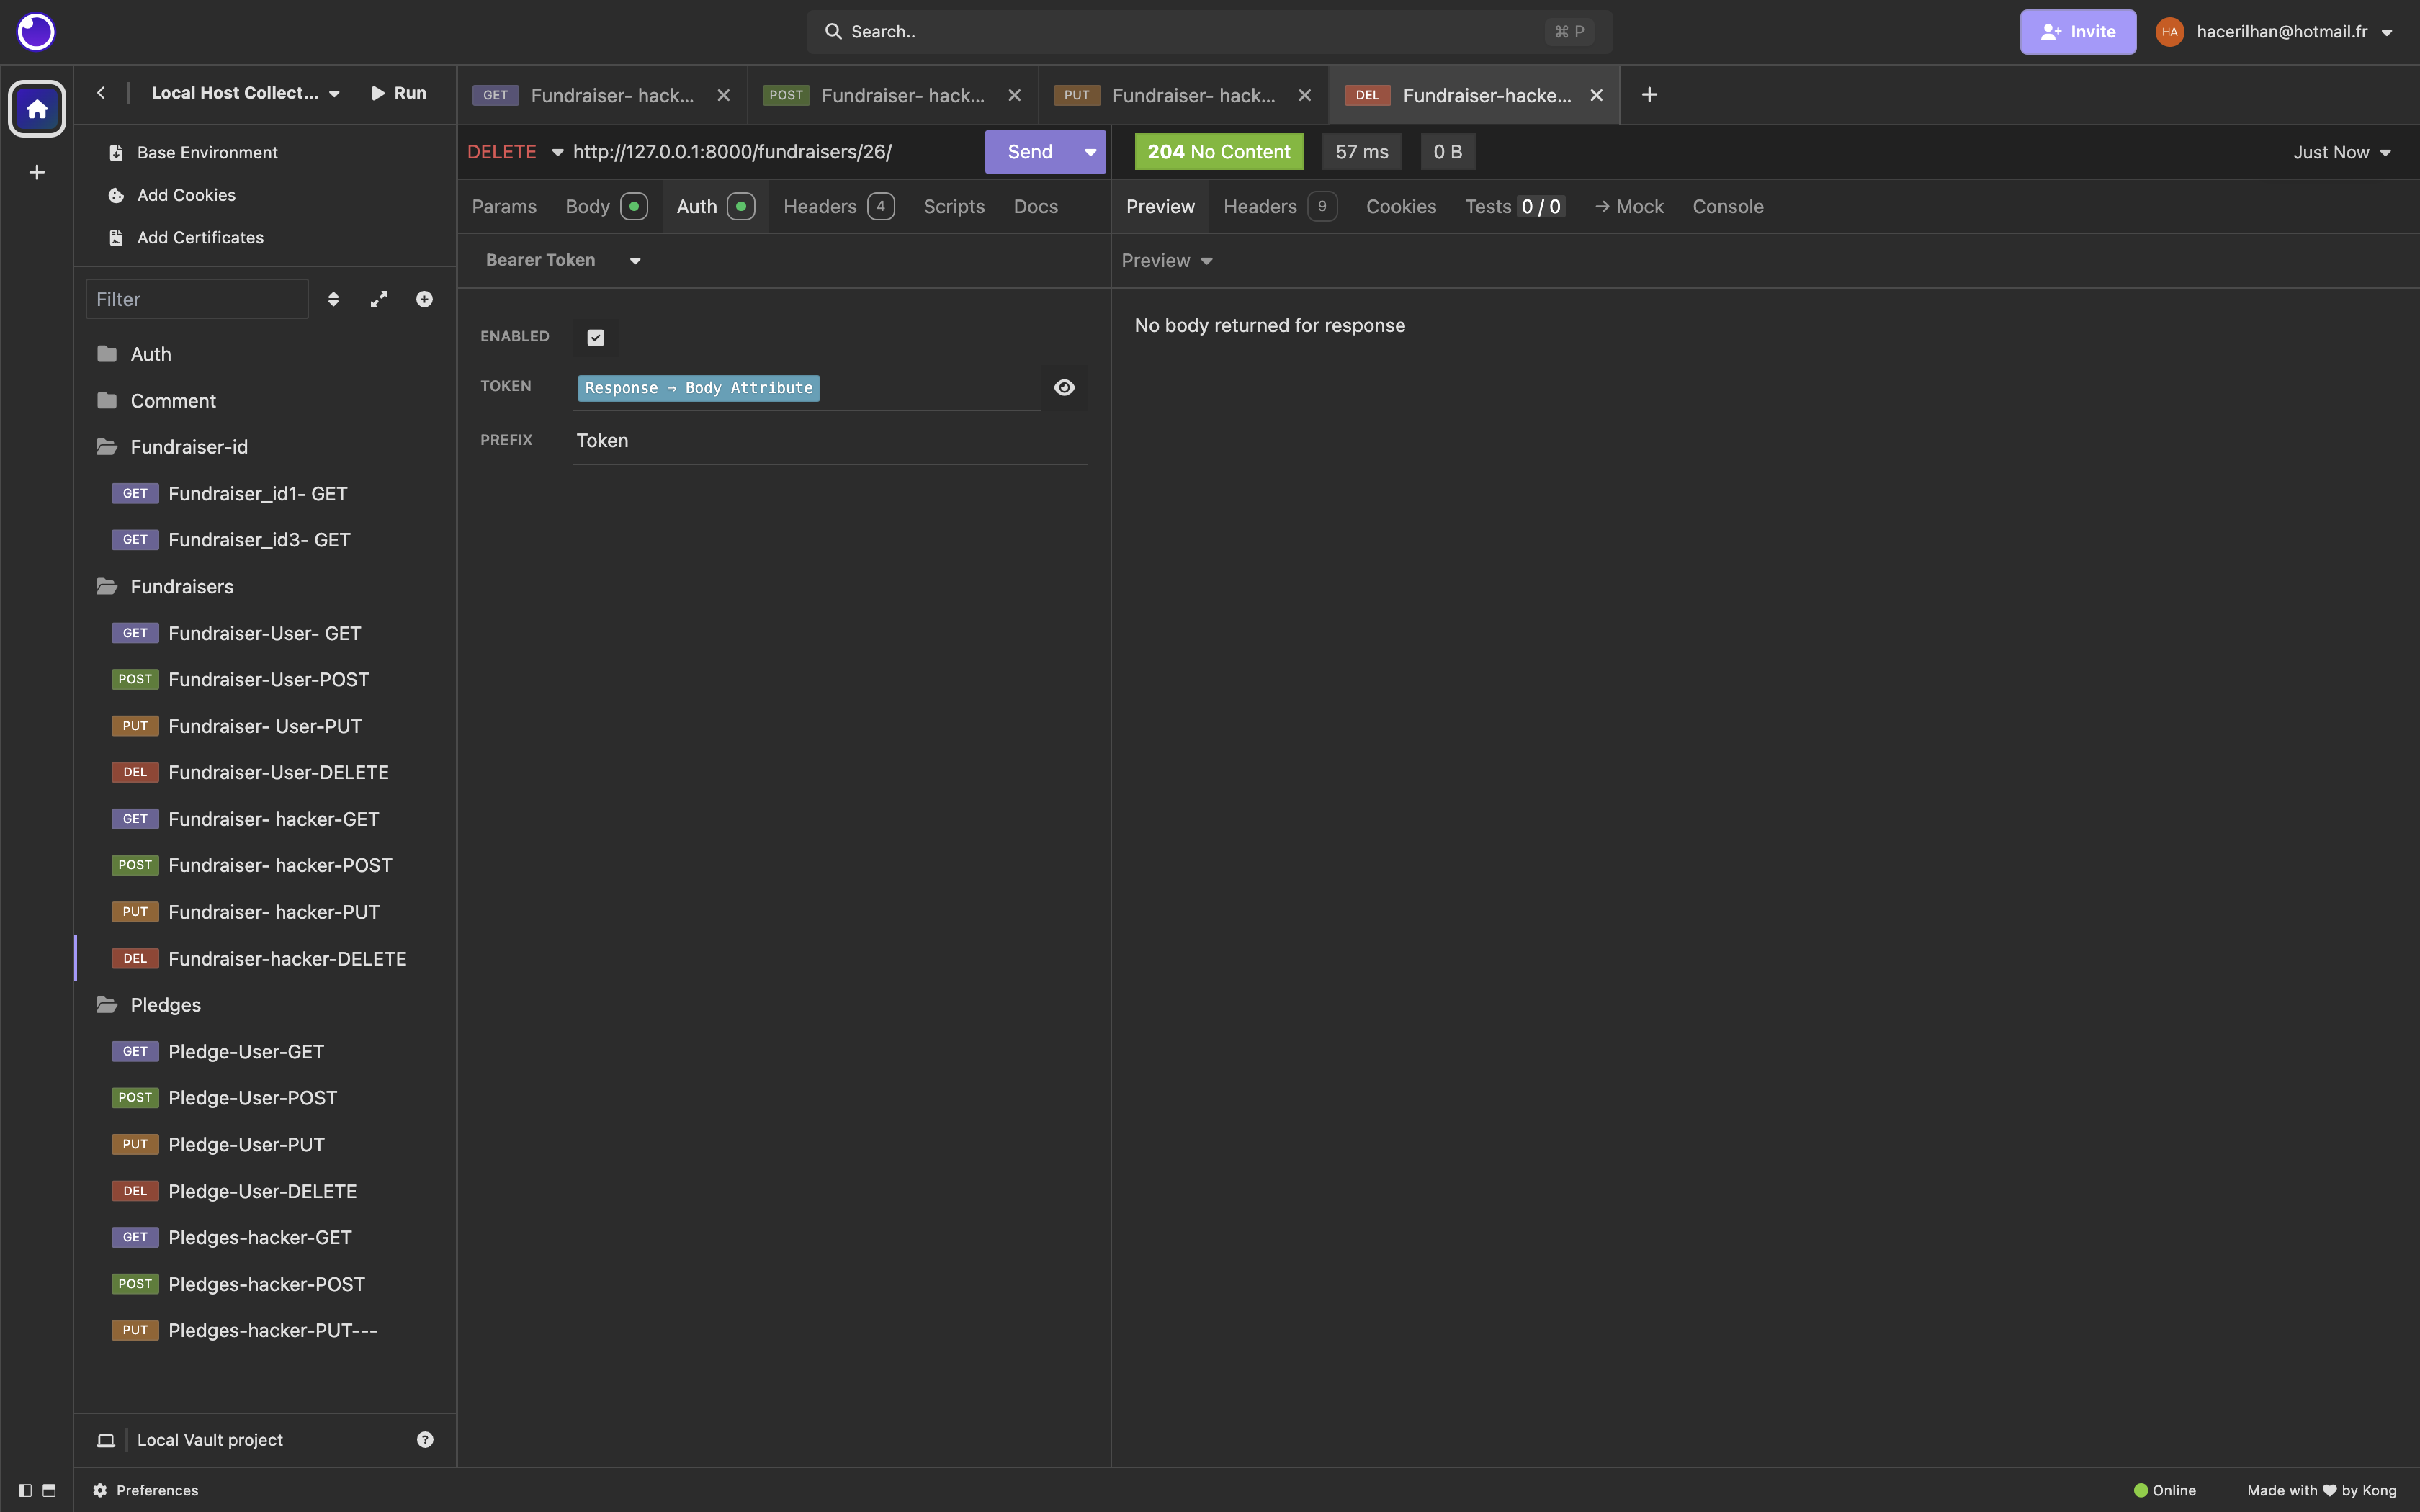 Search..
⌘ P
Invite
HA
hacerilhan@hotmail.fr
Local Host Collect...
Run
GET Fundraiser- hack...
POST Fundraiser- hack...
PUT Fundraiser- hack...
DEL Fundraiser-hacke...
Base Environment
Add Cookies
Add Certificates
Filter
Auth
Comment
Fundraiser-id
GET Fundraiser_id1- GET
GET Fundraiser_id3- GET
Fundraisers
GET Fundraiser-User- GET
POST Fundraiser-User-POST
PUT Fundraiser- User-PUT
DEL Fundraiser-User-DELETE
GET Fundraiser- hacker-GET
POST Fundraiser- hacker-POST
PUT Fundraiser- hacker-PUT
DEL Fundraiser-hacker-DELETE
Pledges
GET Pledge-User-GET
POST Pledge-User-POST
PUT Pledge-User-PUT
DEL Pledge-User-DELETE
GET Pledges-hacker-GET
POST Pledges-hacker-POST
PUT Pledges-hacker-PUT---
Local Vault project
DELETE http://127.0.0.1:8000/fundraisers/26/ Send
Params Body Auth Headers 4 Scripts Docs
Bearer Token
ENABLED
TOKEN Response → Body Attribute
PREFIX Token
204 No Content 57 ms 0 B Just Now
Preview Headers 9 Cookies Tests 0 / 0 → Mock Console
Preview
No body returned for response
Preferences
Online
Made with ♥ by Kong